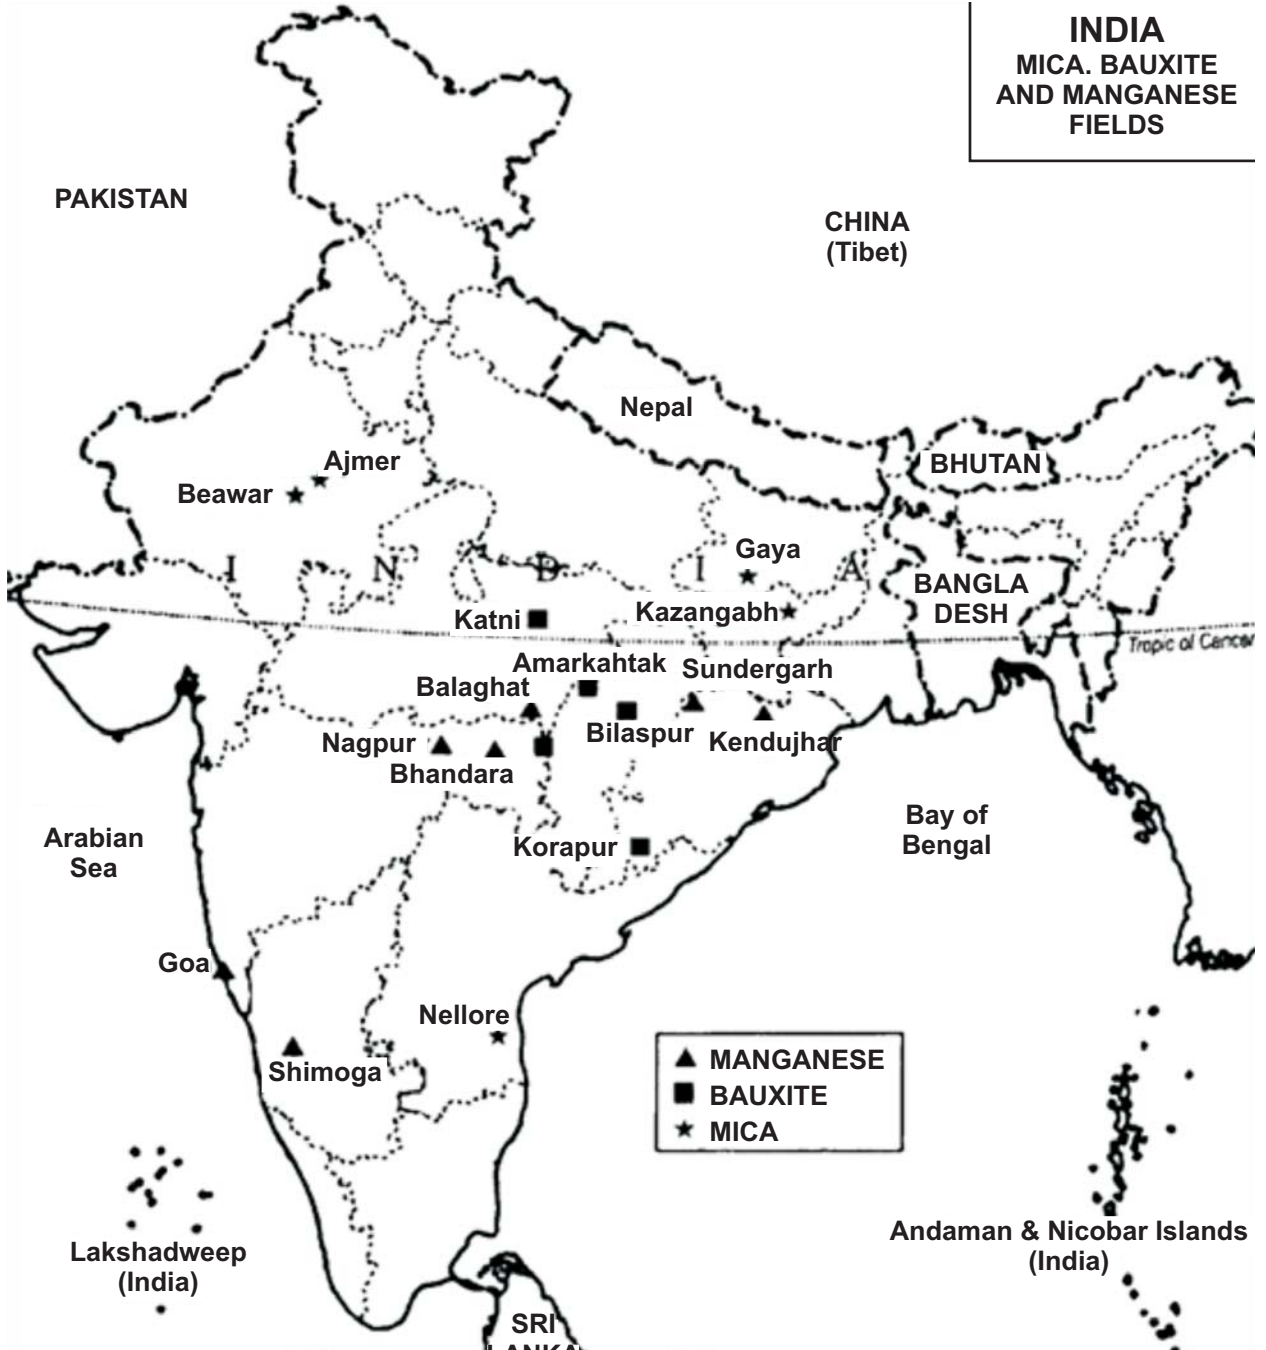 INDIA
MICA. BAUXITE
AND MANGANESE
FIELDS
PAKISTAN
CHINA
(Tibet)
Nepal
BHUTAN
Ajmer
Beawar
Gaya
I N D I A
BANGLA
DESH
Katni
Kazangabh
Tropic of Cancer
Amarkahtak
Sundergarh
Balaghat
Bilaspur
Nagpur
Kendujhar
Bhandara
Arabian
Sea
Bay of
Bengal
Korapur
Goa
Nellore
Shimoga
MANGANESE
BAUXITE
MICA
Lakshadweep
(India)
Andaman & Nicobar Islands
(India)
SRI
LANKA